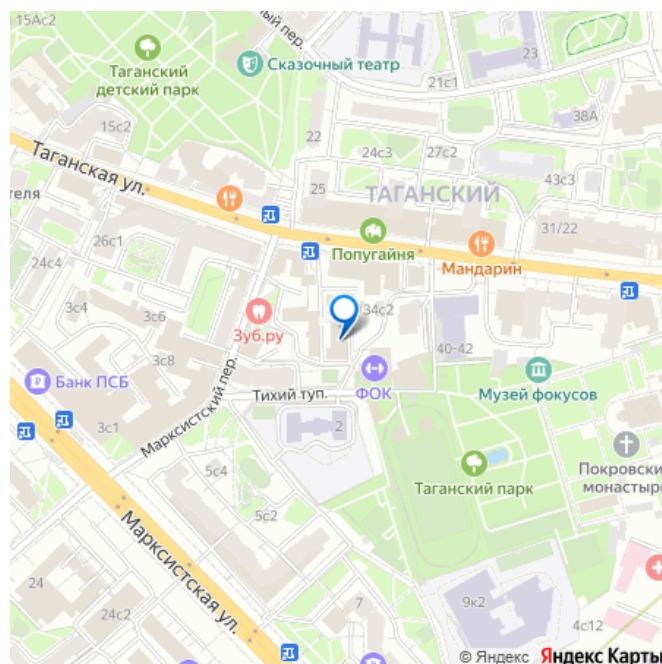 15Ас2
ный пер.
Таганский
детский парк
Сказочный театр
23
21с1
15с2
38А
22
24с3
27с2
Таганская ул.
теля
25
ТАГАНСКИЙ
43с3
26с1
31/22
24с4
Попугайня
Мандарин
3с4
3с6
Зуб.ру
34с2
3с8
40-42
Банк ПСБ
Марксистский пер.
Тихий туп.
ФОК
Музей фокусов
3с1
2
Покровский
монастырь
5с4
Таганский парк
5с2
Марксистская ул.
24
24с2
7
9к2
4с12
© Яндекс Яндекс Карты